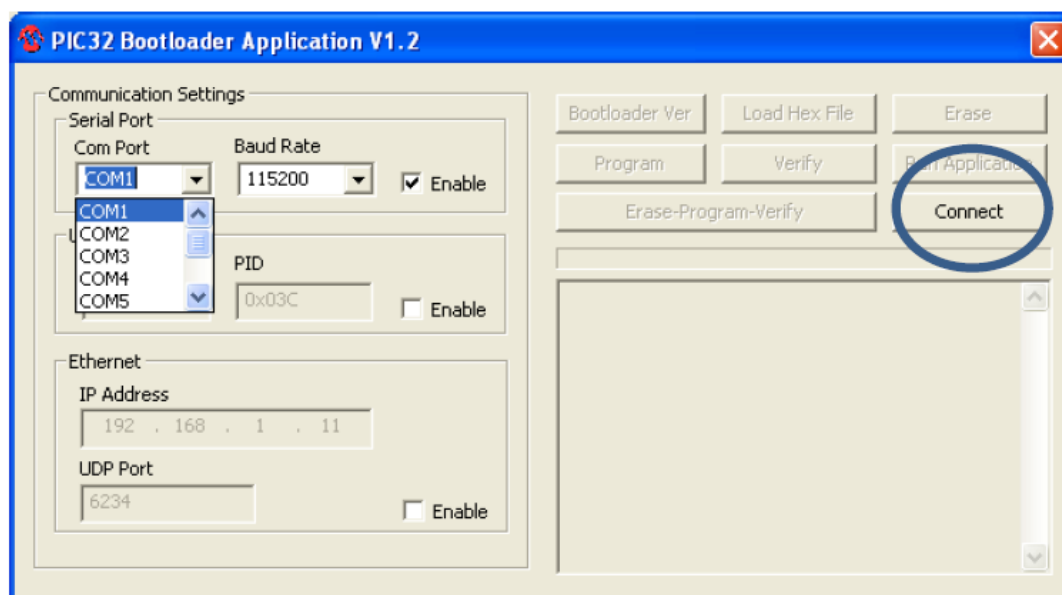 PIC32 Bootloader Application V1.2
Communication Settings
Serial Port
Com Port Baud Rate
COM1 115200 Enable
COM1
COM2
COM3
COM4
COM5
PID
0x03C Enable
Ethernet
IP Address
192 . 168 . 1 . 11
UDP Port
6234 Enable
Bootloader Ver Load Hex File Erase
Program Verify Run Application
Erase-Program-Verify Connect